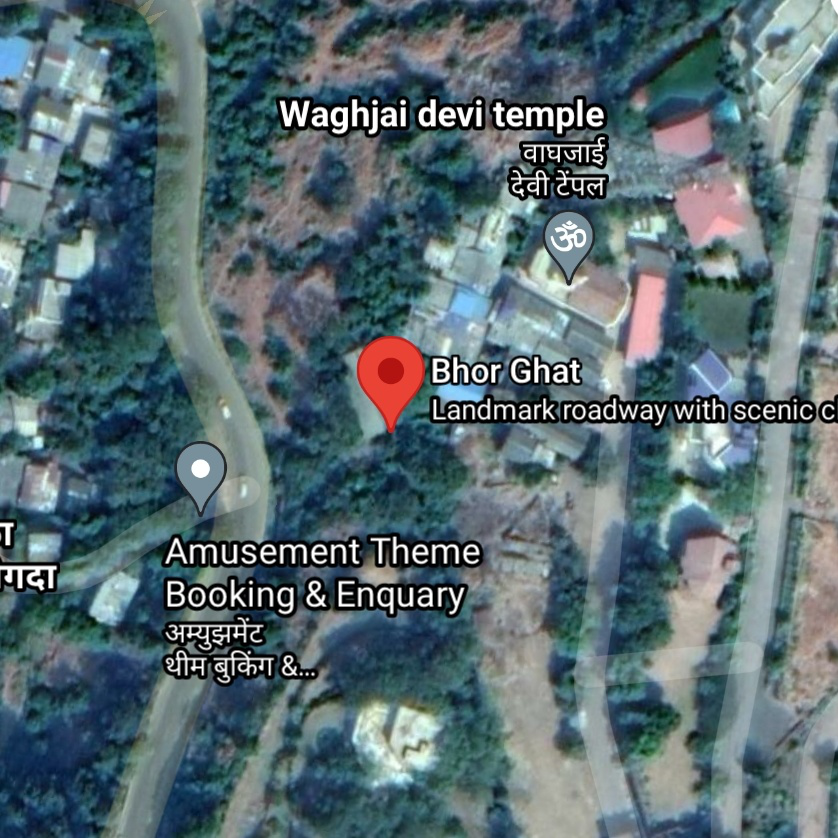 Waghjai devi temple
वाघजाई
देवी टेंपल
ॐ
Bhor Ghat
Landmark roadway with scenic
Amusement Theme
Booking & Enquary
अम्युझमेंट
थीम बुकिंग &...